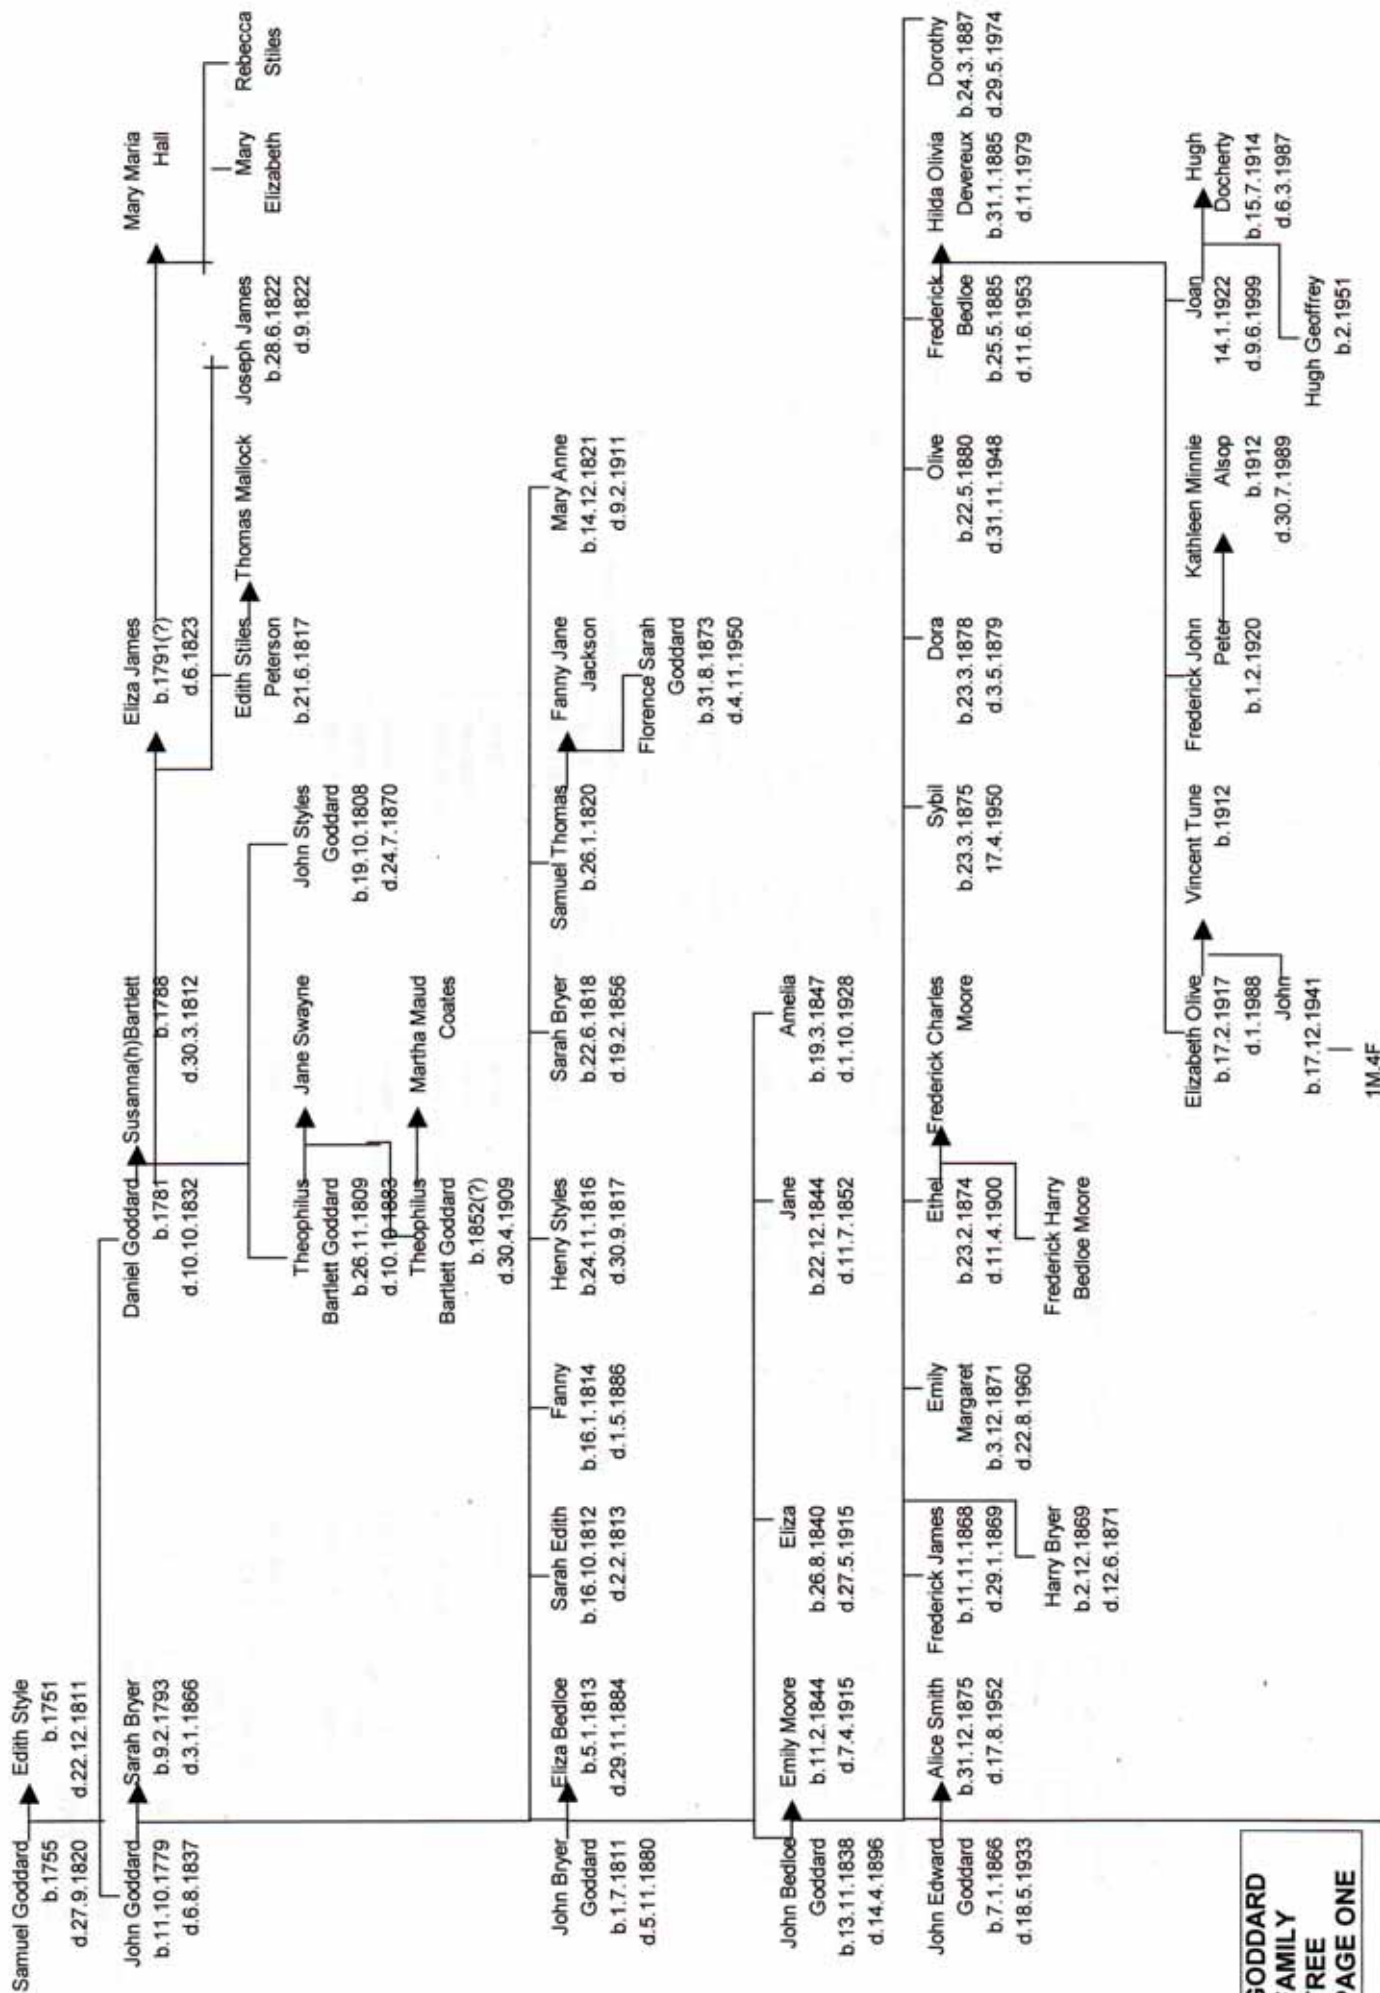 Samuel Goddard
b.1755
d.27.9.1820
Edith Style
b.1751
d.22.12.1811
John Goddard
b.11.10.1779
d.6.8.1837
Sarah Bryer
b.9.2.1793
d.3.1.1866
Daniel Goddard
b.1781
d.10.10.1832
Susanna(h)Bartlett
b.1788
d.30.3.1812
Eliza James
b.1791(?)
d.6.1823
Mary Maria
Hall
Theophilus
Bartlett Goddard
b.26.11.1809
d.10.10.1883
Jane Swayne
John Styles
Goddard
b.19.10.1808
d.24.7.1870
Edith Stiles
Peterson
b.21.6.1817
Thomas Mallock
Joseph James
b.28.6.1822
d.9.1822
Mary
Elizabeth
Rebecca
Stiles
Theophilus
Bartlett Goddard
b.1852(?)
d.30.4.1909
Martha Maud
Coates
John Bryer
Goddard
b.1.7.1811
d.5.11.1880
Eliza Bedloe
b.5.1.1813
d.29.11.1884
Sarah Edith
b.16.10.1812
d.2.2.1813
Fanny
b.16.1.1814
d.1.5.1886
Henry Styles
b.24.11.1816
d.30.9.1817
Sarah Bryer
b.22.6.1818
d.19.2.1856
Samuel Thomas
b.26.1.1820
Fanny Jane
Jackson
Mary Anne
b.14.12.1821
d.9.2.1911
Florence Sarah
Goddard
b.31.8.1873
d.4.11.1950
John Bedloe
Goddard
b.13.11.1838
d.14.4.1896
Emily Moore
b.11.2.1844
d.7.4.1915
Eliza
b.26.8.1840
d.27.5.1915
Jane
b.22.12.1844
d.11.7.1852
Amelia
b.19.3.1847
d.1.10.1928
John Edward
Goddard
b.7.1.1866
d.18.5.1933
Alice Smith
b.31.12.1875
d.17.8.1952
Frederick James
b.11.11.1868
d.29.1.1869
Emily
Margaret
b.3.12.1871
d.22.8.1960
Ethel
b.23.2.1874
d.11.4.1900
Frederick Charles
Moore
Sybil
b.23.3.1875
17.4.1950
Dora
b.23.3.1878
d.3.5.1879
Olive
b.22.5.1880
d.31.11.1948
Frederick
Bedloe
b.25.5.1885
d.11.6.1953
Hilda Olivia
Devereux
b.31.1.1885
d.11.1979
Dorothy
b.24.3.1887
d.29.5.1974
Harry Bryer
b.2.12.1869
d.12.6.1871
Frederick Harry
Bedloe Moore
Elizabeth Olive
b.17.2.1917
d.1.1988
Vincent Tune
b.1912
Frederick John
Peter
b.1.2.1920
Kathleen Minnie
Alsop
b.1912
d.30.7.1989
Joan
14.1.1922
d.9.6.1999
Hugh
Docherty
b.15.7.1914
d.6.3.1987
John
b.17.12.1941
Hugh Geoffrey
b.2.1951
1M.4F
GODDARD
FAMILY
TREE
PAGE ONE